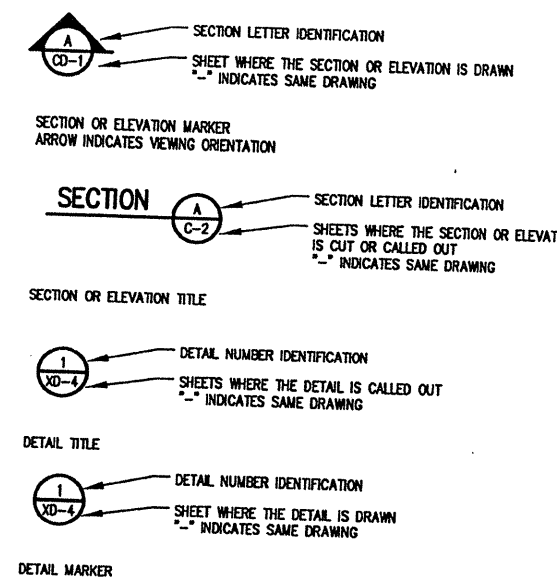 A
CD-1
SECTION LETTER IDENTIFICATION
SHEET WHERE THE SECTION OR ELEVATION IS DRAWN
"–" INDICATES SAME DRAWING
SECTION OR ELEVATION MARKER
ARROW INDICATES VIEWING ORIENTATION
SECTION
A
C-2
SECTION LETTER IDENTIFICATION
SHEETS WHERE THE SECTION OR ELEVAT
IS CUT OR CALLED OUT
"–" INDICATES SAME DRAWING
SECTION OR ELEVATION TITLE
1
XD-4
DETAIL NUMBER IDENTIFICATION
SHEETS WHERE THE DETAIL IS CALLED OUT
"–" INDICATES SAME DRAWING
DETAIL TITLE
1
XD-4
DETAIL NUMBER IDENTIFICATION
SHEET WHERE THE DETAIL IS DRAWN
"–" INDICATES SAME DRAWING
DETAIL MARKER